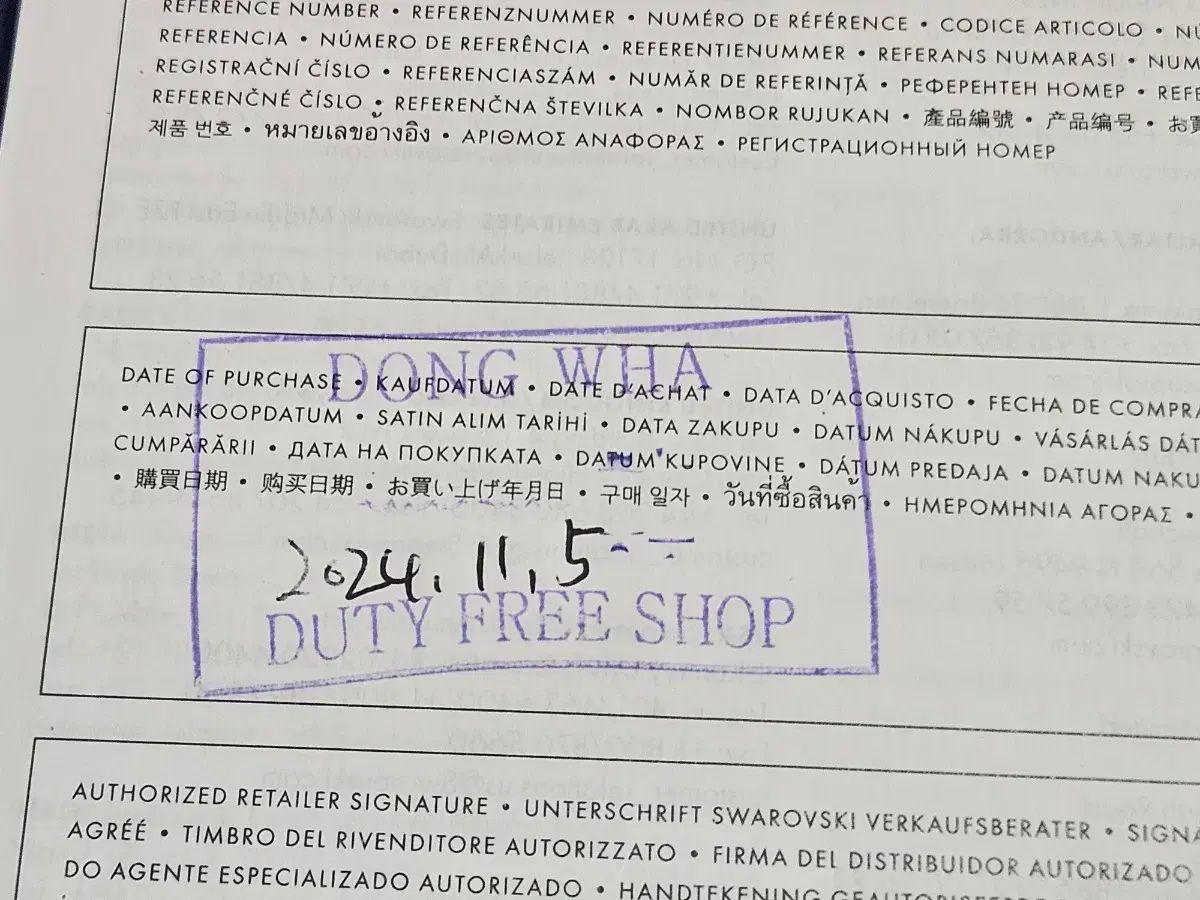 REFERENCE NUMBER • REFERENZNUMMER • NUMÉRO DE RÉFÉRENCE • CODICE ARTICOLO •
REFERENCIA • NÚMERO DE REFERÊNCIA • REFERENTIENUMMER • REFERANS NUMARASI •
REGISTRAČNÍ ČÍSLO • REFERENCIASZÁM • NUMĂR DE REFERINȚĂ • РЕФЕРЕНТЕН НОМЕР •
REFERENČNÉ ČÍSLO • REFERENČNA ŠTEVILKA • NOMBOR RUJUKAN • 產品編號 • 产品编号 •
제품 번호 • หมายเลขอ้างอิง • ΑΡΙΘΜΟΣ ΑΝΑΦΟΡΑΣ • РЕГИСТРАЦИОННЫЙ НОМЕР
DONG WHA
DATE OF PURCHASE • KAUFDATUM • DATE D'ACHAT • DATA D'ACQUISTO • FECHA DE COMPRA
• AANKOOPDATUM • SATIN ALIM TARİHİ • DATA ZAKUPU • DATUM NÁKUPU • VÁSÁRLÁS
CUMPĂRĂRII • ДАТА НА ПОКУПКАТА • DATUM KUPOVINE • DÁTUM PREDAJA • DATUM
• 購買日期 • 购买日期 • お買い上げ年月日 • 구매 일자 • วันที่ซื้อสินค้า • ΗΜΕΡΟΜΗΝΙΑ ΑΓΟΡΑΣ •
2024. 11, 5
DUTY FREE SHOP
AUTHORIZED RETAILER SIGNATURE • UNTERSCHRIFT SWAROVSKI VERKAUFSBERATER •
AGRÉÉ • TIMBRO DEL RIVENDITORE AUTORIZZATO • FIRMA DEL DISTRIBUIDOR AUTORIZADO
DO AGENTE ESPECIALIZADO AUTORIZADO • HANDTEKENING